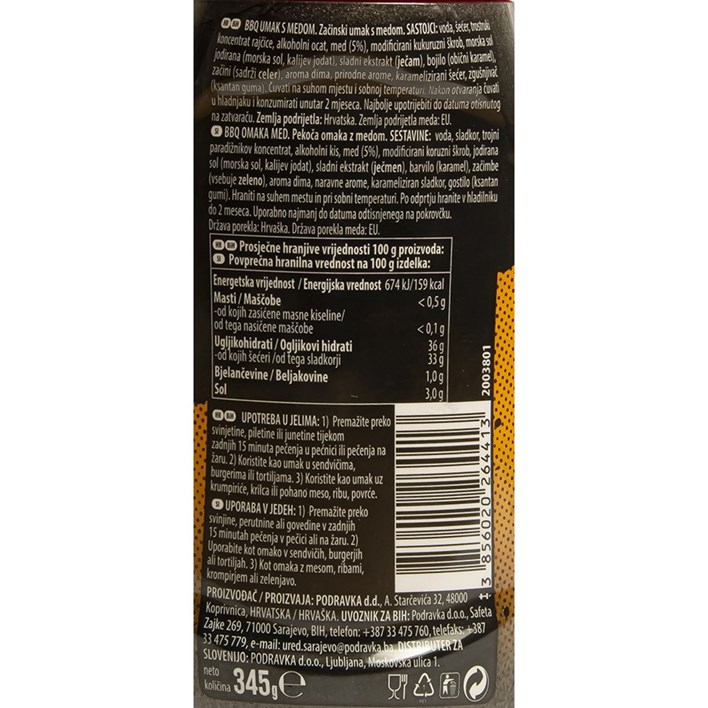 HR BIH BBQ UMAK S MEDOM. Začinski umak s medom. SASTOJCI: voda, šećer, trostruki
koncentrat rajčice, alkoholni ocat, med (5%), modificirani kukuruzni škrob, morska sol
jodirana (morska sol, kalijev jodat), sladni ekstrakt (ječam), bojilo (obični karamel),
začini (sadrži celer), aroma dima, prirodne arome, karamelizirani šećer, zgušnjivač
(ksantan guma). Čuvati na suhom mjestu i sobnoj temperaturi. Nakon otvaranja čuvati
u hladnjaku i konzumirati unutar 2 mjeseca. Najbolje upotrijebiti do datuma otisnutog
na zatvaraču. Zemlja podrijetla: Hrvatska. Zemlja podrijetla meda: EU.
SI BBQ OMAKA MED. Pekoča omaka z medom. SESTAVINE: voda, sladkor, trojni
paradižnikov koncentrat, alkoholni kis, med (5%), modificirani koruzni škrob, jodirana
sol (morska sol, kalijev jodat), sladni ekstrakt (ječmen), barvilo (karamel), začimbe
(vsebuje zeleno), aroma dima, naravne arome, karameliziran sladkor, gostilo (ksantan
gumi). Hraniti na suhem mestu in pri sobni temperaturi. Po odprtju hranite v hladilniku
do 2 meseca. Uporabno najmanj do datuma odtisnjenega na pokrovčku.
Država porekla: Hrvaška. Država porekla medu: EU.
HR BIH Prosječne hranjive vrijednosti 100 g proizvoda:
SI Povprečna hranilna vrednost na 100 g izdelka:
Energetska vrijednost / Energijska vrednost 674 kJ/159 kcal
Masti / Maščobe < 0,5 g
-od kojih zasićene masne kiseline/
od tega nasičene maščobe < 0,1 g
Ugljikohidrati / Ogljikovi hidrati 36 g
-od kojih šećeri /od tega sladkorji 33 g
Bjelančevine / Beljakovine 1,0 g
Sol 3,0 g
2003801
HR BIH UPOTREBA U JELIMA: 1) Premažite preko
svinjetine, piletine ili junetine tijekom
zadnjih 15 minuta pečenja u pećnici ili pečenja na
žaru. 2) Koristite kao umak u sendvičima,
burgerima ili tortiljama. 3) Koristite kao umak uz
krumpiriće, krilca ili pohano meso, ribu, povrće.
SI UPORABA V JEDEH: 1) Premažite preko
svinjine, perutnine ali govedine v zadnjih
15 minutah pečenja v pečici ali na žaru. 2)
Uporabite kot omako v sendvičih, burgerjih
ali tortiljah. 3) Kot omaka z mesom, ribami,
krompirjem ali zelenjavo.
3 856020 264413
PROIZVOĐAČ / PROIZVAJA: PODRAVKA d.d., A. Starčevića 32, 48000
Koprivnica, HRVATSKA / HRVAŠKA. UVOZNIK ZA BIH: Podravka d.o.o., Safeta
Zajke 269, 71000 Sarajevo, BIH, telefon: +387 33 475 760, telefaks: +387
33 475 779, e-mail: ured.sarajevo@podravka.ba. DISTRIBUTER ZA
SLOVENIJO: PODRAVKA d.o.o., Ljubljana, Moskovska ulica 1.
neto
količina 345g e
PET